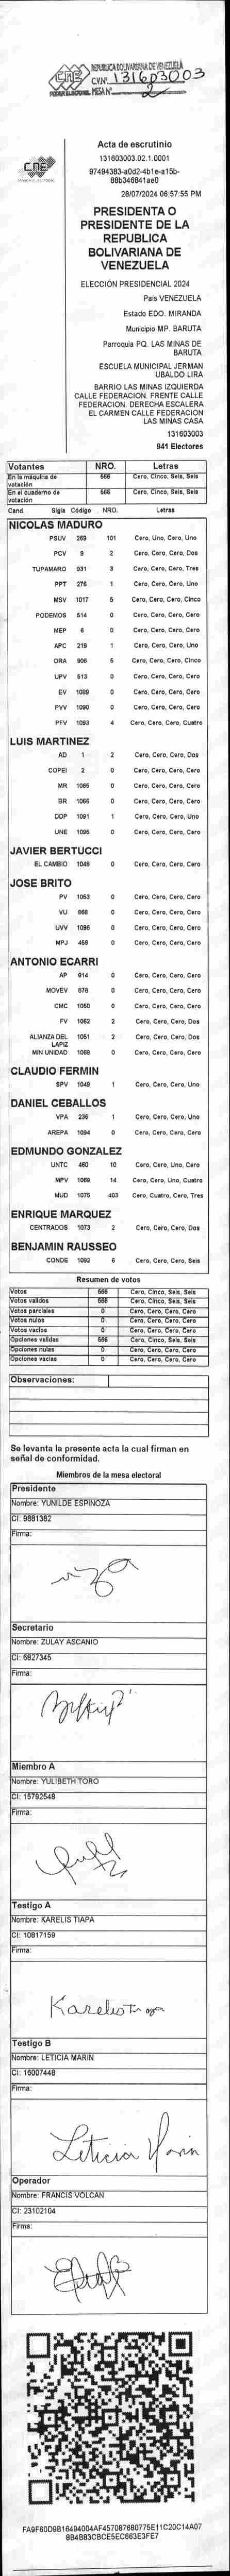 REPUBLICA BOLIVARIANA DE VENEZUELA
CNE
CVNº 131603003
PODER ELECTORAL MESA Nº 2
CNE
Acta de escrutinio
131603003.02.1.0001
97494383-a0d2-4b1e-a15b-
88b346841ae0
28/07/2024 06:57:55 PM
PRESIDENTA O
PRESIDENTE DE LA
REPUBLICA
BOLIVARIANA DE
VENEZUELA
ELECCIÓN PRESIDENCIAL 2024
País VENEZUELA
Estado EDO. MIRANDA
Municipio MP. BARUTA
Parroquia PQ. LAS MINAS DE
BARUTA
ESCUELA MUNICIPAL JERMAN
UBALDO LIRA
BARRIO LAS MINAS IZQUIERDA
CALLE FEDERACION. FRENTE CALLE
FEDERACION. DERECHA ESCALERA
EL CARMEN CALLE FEDERACION
LAS MINAS CASA
131603003
941 Electores
Votantes NRO. Letras
En la máquina de votación 566 Cero, Cinco, Seis, Seis
En el cuaderno de votación 566 Cero, Cinco, Seis, Seis
Cand. Sigla Código NRO. Letras
NICOLAS MADURO
PSUV 269 101 Cero, Uno, Cero, Uno
PCV 9 2 Cero, Cero, Cero, Dos
TUPAMARO 931 3 Cero, Cero, Cero, Tres
PPT 276 1 Cero, Cero, Cero, Uno
MSV 1017 5 Cero, Cero, Cero, Cinco
PODEMOS 514 0 Cero, Cero, Cero, Cero
MEP 6 0 Cero, Cero, Cero, Cero
APC 219 1 Cero, Cero, Cero, Uno
ORA 906 5 Cero, Cero, Cero, Cinco
UPV 513 0 Cero, Cero, Cero, Cero
EV 1089 0 Cero, Cero, Cero, Cero
PVV 1090 0 Cero, Cero, Cero, Cero
PFV 1093 4 Cero, Cero, Cero, Cuatro
LUIS MARTINEZ
AD 1 2 Cero, Cero, Cero, Dos
COPEI 2 0 Cero, Cero, Cero, Cero
MR 1065 0 Cero, Cero, Cero, Cero
BR 1066 0 Cero, Cero, Cero, Cero
DDP 1091 1 Cero, Cero, Cero, Uno
UNE 1095 0 Cero, Cero, Cero, Cero
JAVIER BERTUCCI
EL CAMBIO 1048 0 Cero, Cero, Cero, Cero
JOSE BRITO
PV 1053 0 Cero, Cero, Cero, Cero
VU 868 0 Cero, Cero, Cero, Cero
UVV 1096 0 Cero, Cero, Cero, Cero
MPJ 458 0 Cero, Cero, Cero, Cero
ANTONIO ECARRI
AP 814 0 Cero, Cero, Cero, Cero
MOVEV 878 0 Cero, Cero, Cero, Cero
CMC 1050 0 Cero, Cero, Cero, Cero
FV 1062 2 Cero, Cero, Cero, Dos
ALIANZA DEL LAPIZ 1051 2 Cero, Cero, Cero, Dos
MIN UNIDAD 1068 0 Cero, Cero, Cero, Cero
CLAUDIO FERMIN
SPV 1049 1 Cero, Cero, Cero, Uno
DANIEL CEBALLOS
VPA 236 1 Cero, Cero, Cero, Uno
AREPA 1094 0 Cero, Cero, Cero, Cero
EDMUNDO GONZALEZ
UNTC 460 10 Cero, Cero, Uno, Cero
MPV 1069 14 Cero, Cero, Uno, Cuatro
MUD 1075 403 Cero, Cuatro, Cero, Tres
ENRIQUE MARQUEZ
CENTRADOS 1073 2 Cero, Cero, Cero, Dos
BENJAMIN RAUSSEO
CONDE 1092 6 Cero, Cero, Cero, Seis
Resumen de votos
Votos 566 Cero, Cinco, Seis, Seis
Votos validos 566 Cero, Cinco, Seis, Seis
Votos parciales 0 Cero, Cero, Cero, Cero
Votos nulos 0 Cero, Cero, Cero, Cero
Votos vacios 0 Cero, Cero, Cero, Cero
Opciones validas 566 Cero, Cinco, Seis, Seis
Opciones nulas 0 Cero, Cero, Cero, Cero
Opciones vacias 0 Cero, Cero, Cero, Cero
Observaciones:
Se levanta la presente acta la cual firman en
señal de conformidad.
Miembros de la mesa electoral
Presidente
Nombre: YUNILDE ESPINOZA
CI: 9881382
Firma:
Secretario
Nombre: ZULAY ASCANIO
CI: 6827345
Firma:
Miembro A
Nombre: YULIBETH TORO
CI: 15792548
Firma:
Testigo A
Nombre: KARELIS TIAPA
CI: 10817159
Firma:
Karelis Tiapa
Testigo B
Nombre: LETICIA MARIN
CI: 16007448
Firma:
Leticia Marin
Operador
Nombre: FRANCIS VOLCAN
CI: 23102104
Firma:
FA9F60D9B16494004AF457087680775E11C20C14A07
8B4B83CBCE5EC663E3FE7